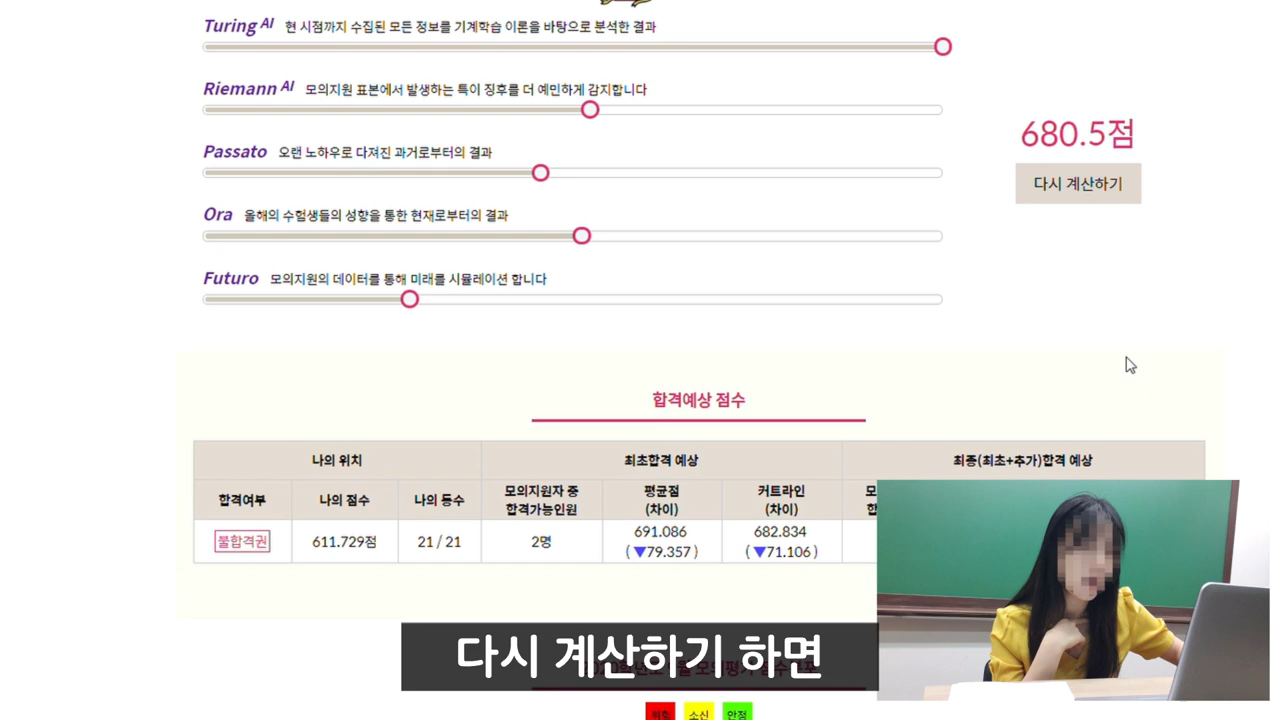 Turing AI 현 시점까지 수집된 모든 정보를 기계학습 이론을 바탕으로 분석한 결과
Riemann AI 모의지원 표본에서 발생하는 특이 징후를 더 예민하게 감지합니다
680.5점
Passato 오랜 노하우로 다져진 과거로부터의 결과
다시 계산하기
Ora 올해의 수험생들의 성향을 통한 현재로부터의 결과
Futuro 모의지원의 데이터를 통해 미래를 시뮬레이션 합니다
합격예상 점수
나의 위치 최초합격 예상 최종(최초+추가)합격 예상
합격여부 나의 점수 나의 등수 모의지원자 중 합격가능인원 평균점 (차이) 커트라인 (차이)
불합격권 611.729점 21 / 21 2명 691.086 (▼79.357) 682.834 (▼71.106)
다시 계산하기 하면
소신 안정